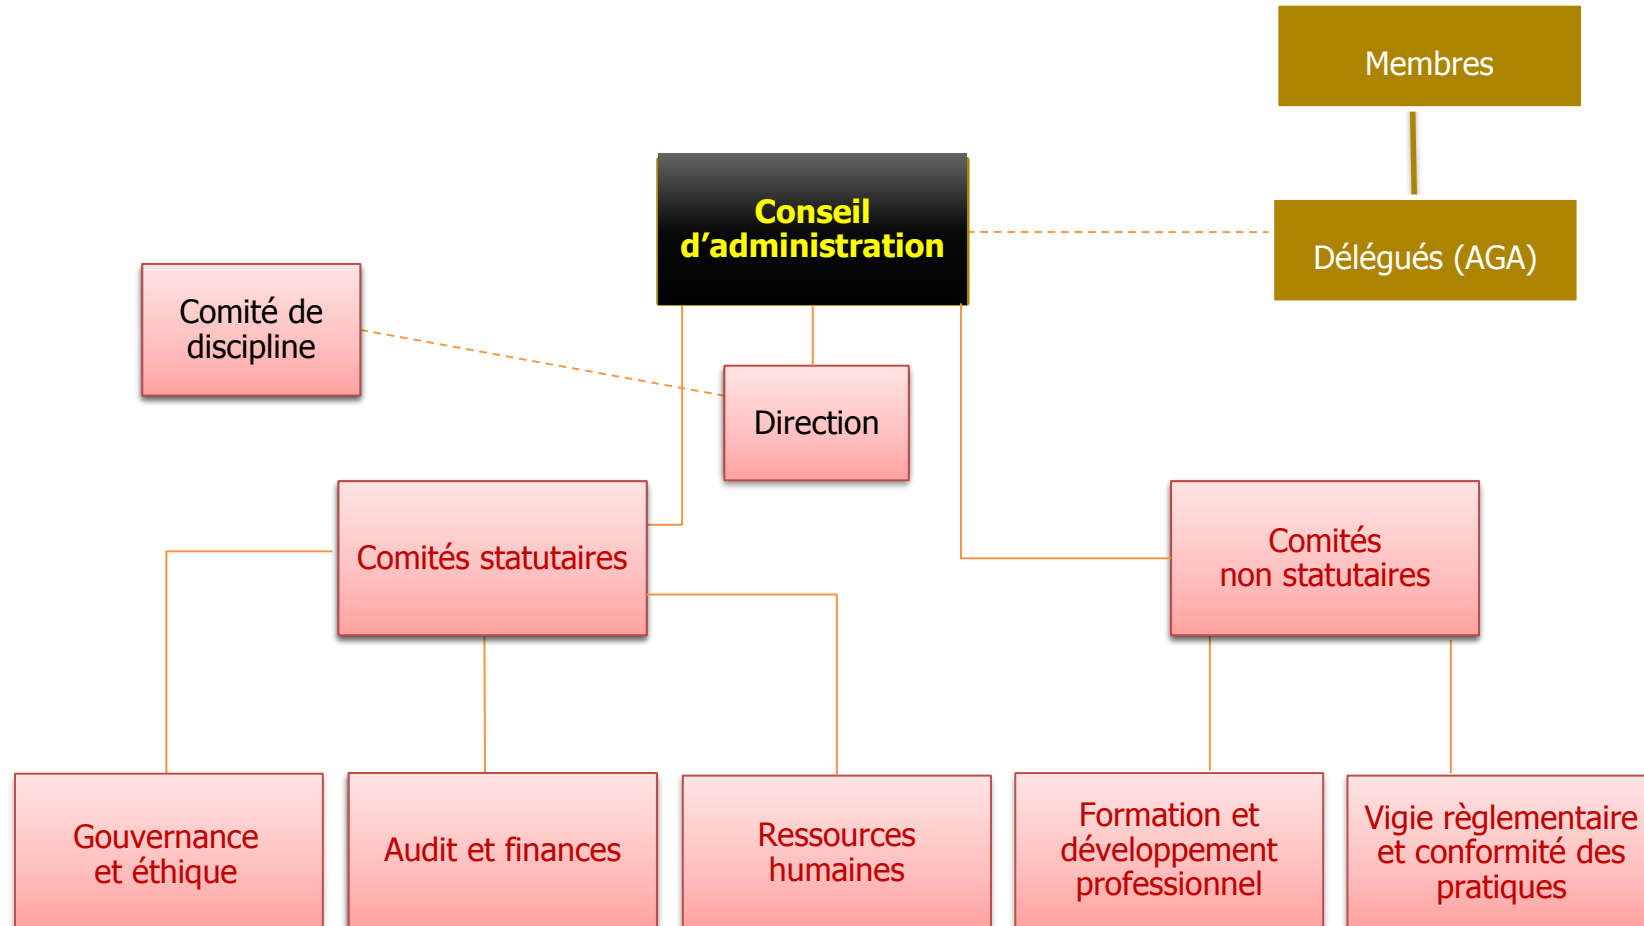 Membres
Conseil
d’administration
Délégués (AGA)
Comité de
discipline
Direction
Comités statutaires
Comités
non statutaires
Gouvernance
et éthique
Audit et finances
Ressources
humaines
Formation et
développement
professionnel
Vigie règlementaire
et conformité des
pratiques